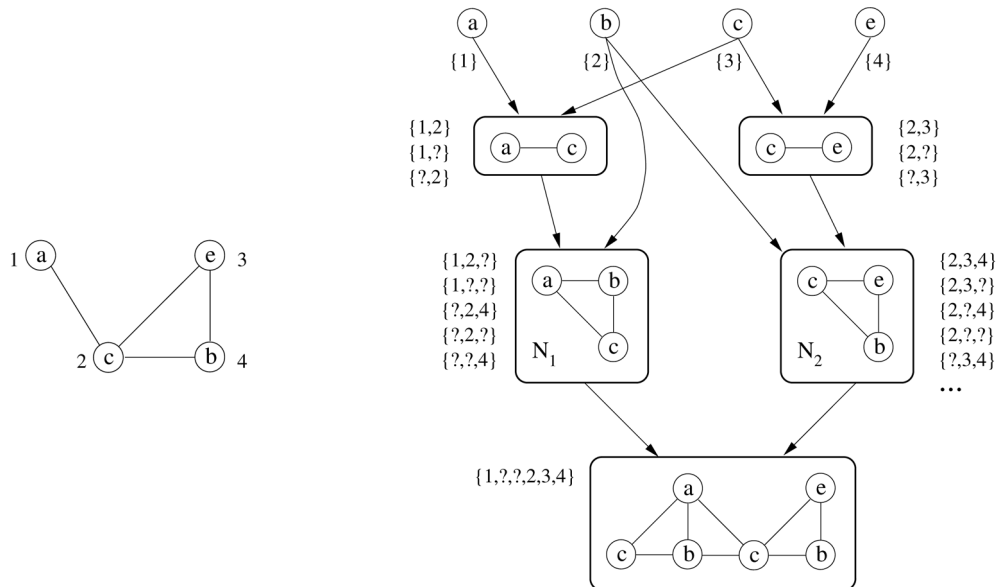 a b c e
{1} {2} {3} {4}
{1,2}
{1,?}
{?,2}
a c
c e
{2,3}
{2,?}
{?,3}
1 a
e 3
2 c
b 4
{1,2,?}
{1,?,?}
{?,2,4}
{?,2,?}
{?,?,4}
a b
c
N1
c e
b
N2
{2,3,4}
{2,3,?}
{2,?,4}
{2,?,?}
{?,3,4}
...
{1,?,?,2,3,4}
a e
c b c b